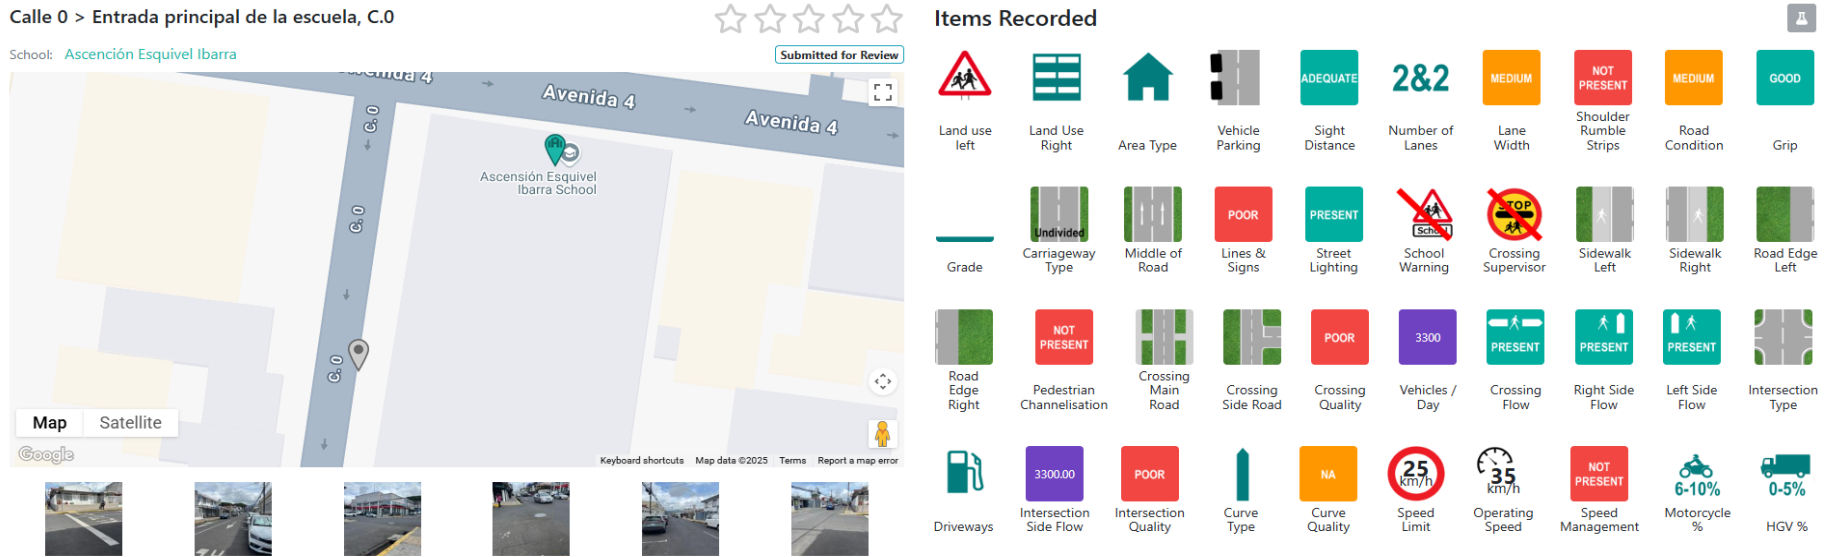 Calle 0 > Entrada principal de la escuela, C.0
School: Ascención Esquivel Ibarra
Submitted for Review
Avenida 4
Avenida 4
Avenida 4
C. 0
C. 0
C. 0
Ascensión Esquivel
Ibarra School
Map
Satellite
Google
Keyboard shortcuts
Map data ©2025
Terms
Report a map error
Items Recorded
ADEQUATE
2&2
MEDIUM
NOT
PRESENT
MEDIUM
GOOD
Land use
left
Land Use
Right
Area Type
Vehicle
Parking
Sight
Distance
Number of
Lanes
Lane
Width
Shoulder
Rumble
Strips
Road
Condition
Grip
Undivided
POOR
PRESENT
School
STOP
Grade
Carriageway
Type
Middle of
Road
Lines &
Signs
Street
Lighting
School
Warning
Crossing
Supervisor
Sidewalk
Left
Sidewalk
Right
Road Edge
Left
NOT
PRESENT
POOR
3300
PRESENT
PRESENT
PRESENT
Road
Edge
Right
Pedestrian
Channelisation
Crossing
Main
Road
Crossing
Side Road
Crossing
Quality
Vehicles /
Day
Crossing
Flow
Right Side
Flow
Left Side
Flow
Intersection
Type
3300.00
POOR
NA
25
km/h
35
km/h
NOT
PRESENT
6-10%
0-5%
Driveways
Intersection
Side Flow
Intersection
Quality
Curve
Type
Curve
Quality
Speed
Limit
Operating
Speed
Speed
Management
Motorcycle
%
HGV %